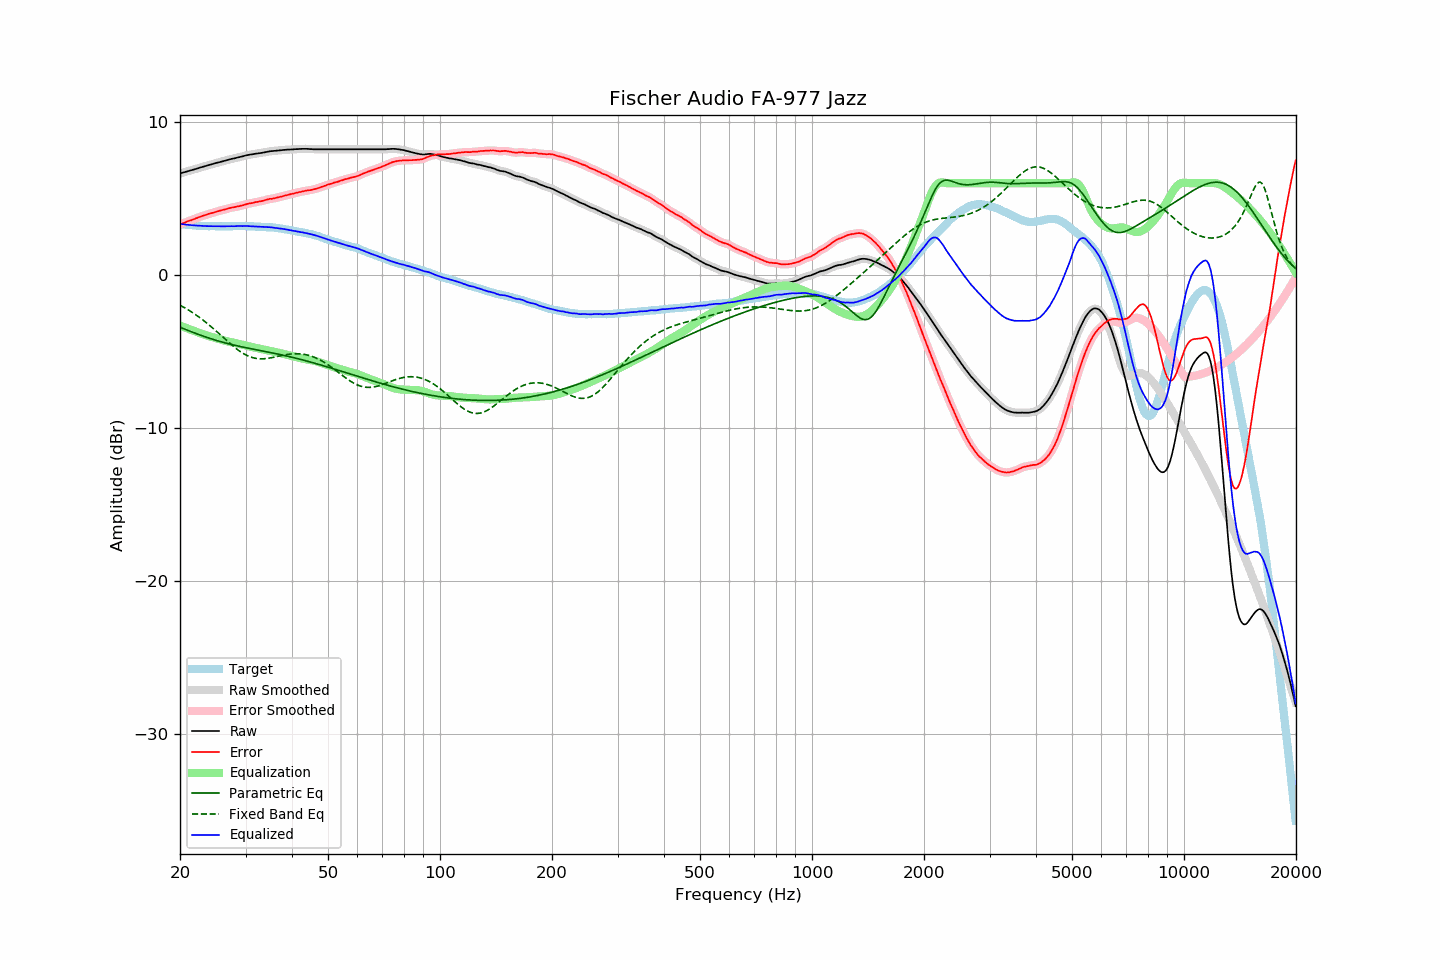 Fischer Audio FA-977 Jazz
10
0
−10
−20
−30
Amplitude (dBr)
Target
Raw Smoothed
Error Smoothed
Raw
Error
Equalization
Parametric Eq
Fixed Band Eq
Equalized
20 50 100 200 500 1000 2000 5000 10000 20000
Frequency (Hz)